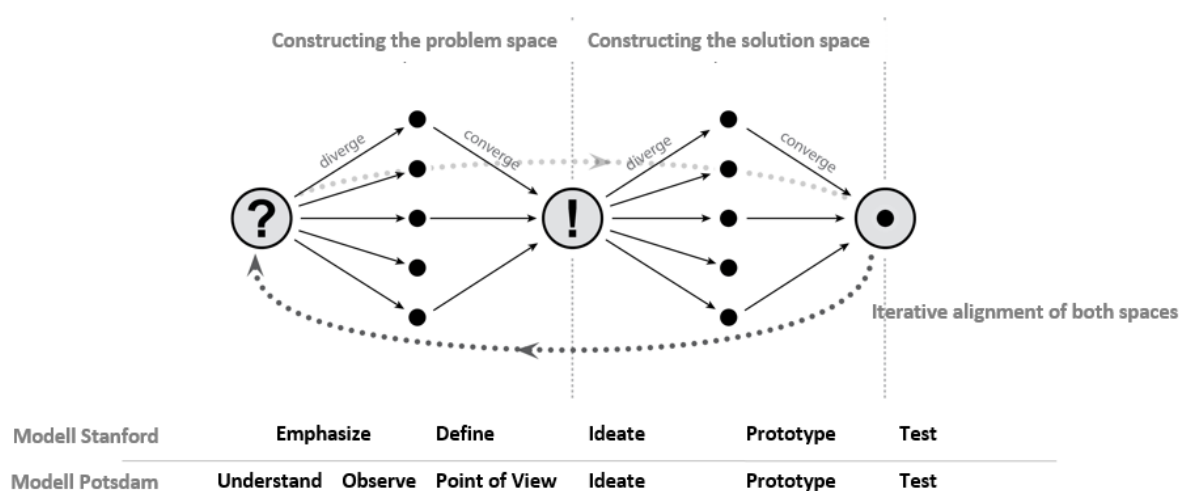 Constructing the problem space Constructing the solution space
diverge converge diverge converge
? !
Iterative alignment of both spaces
Modell Stanford Emphasize Define Ideate Prototype Test
Modell Potsdam Understand Observe Point of View Ideate Prototype Test